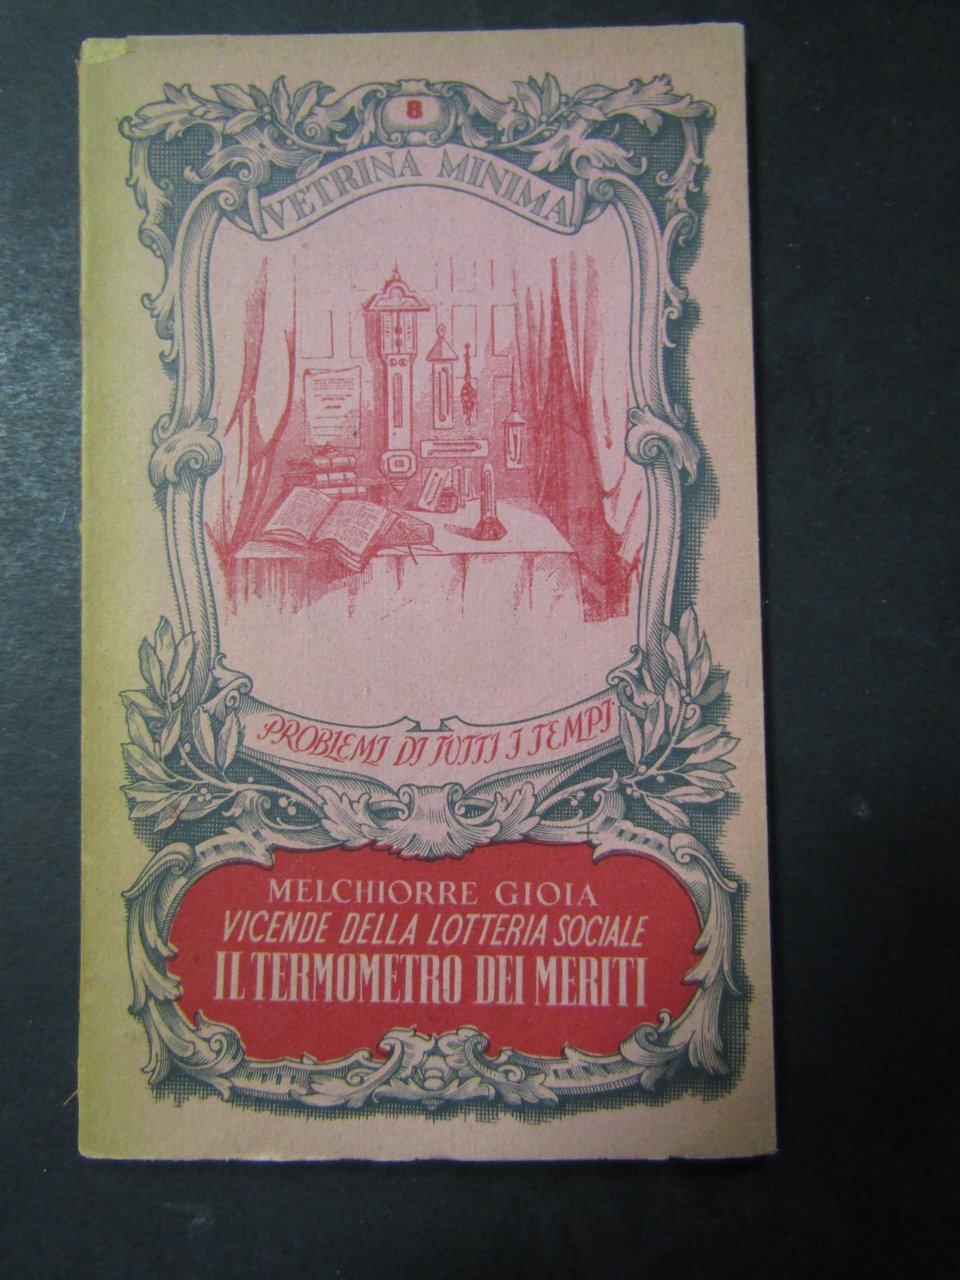 8
VETRINA MINIMA
PROBLEMI DI TUTTI I TEMPI
MELCHIORRE GIOIA
VICENDE DELLA LOTTERIA SOCIALE
IL TERMOMETRO DEI MERITI